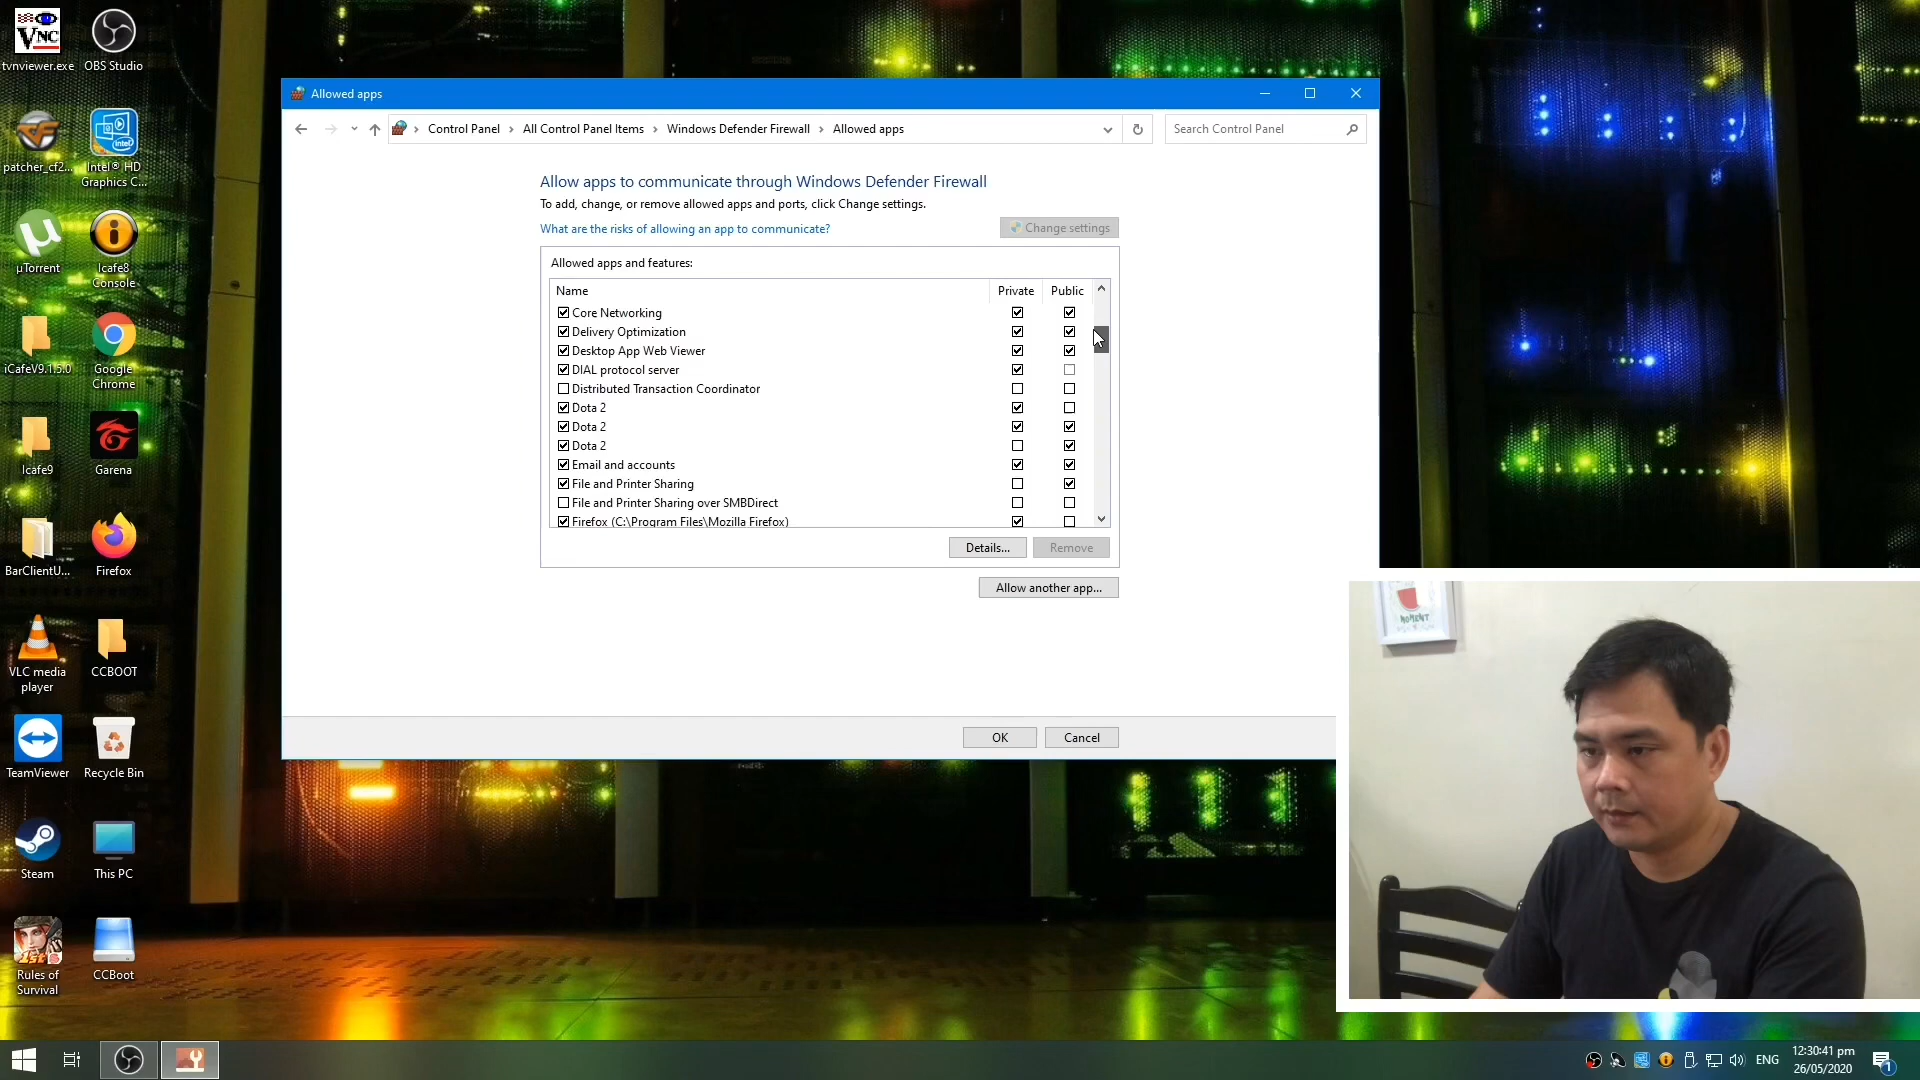 VNC
tvnviewer.exe
OBS Studio
patcher_cf2...
Intel® HD
Graphics C...
µTorrent
Icafe8
Console
iCafeV9.1.5.0
Google
Chrome
Icafe9
Garena
BarClientU...
Firefox
VLC media
player
CCBOOT
TeamViewer
Recycle Bin
Steam
This PC
Rules of
Survival
CCBoot
Allowed apps
Control Panel
All Control Panel Items
Windows Defender Firewall
Allowed apps
Search Control Panel
Allow apps to communicate through Windows Defender Firewall
To add, change, or remove allowed apps and ports, click Change settings.
What are the risks of allowing an app to communicate?
Change settings
Allowed apps and features:
Name Private Public
Core Networking
Delivery Optimization
Desktop App Web Viewer
DIAL protocol server
Distributed Transaction Coordinator
Dota 2
Dota 2
Dota 2
Email and accounts
File and Printer Sharing
File and Printer Sharing over SMBDirect
Firefox (C:\Program Files\Mozilla Firefox)
Details...
Remove
Allow another app...
OK
Cancel
MOMENT
ENG
12:30:41 pm
26/05/2020
1